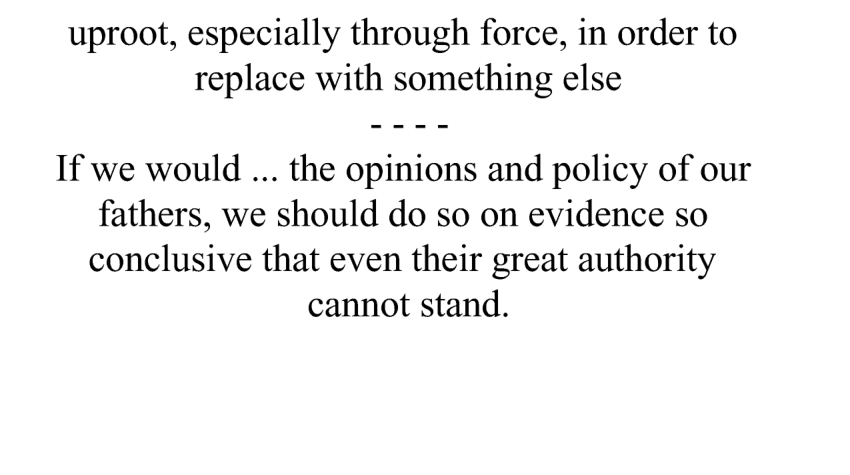 uproot, especially through force, in order to
replace with something else
- - - -
If we would ... the opinions and policy of our
fathers, we should do so on evidence so
conclusive that even their great authority
cannot stand.